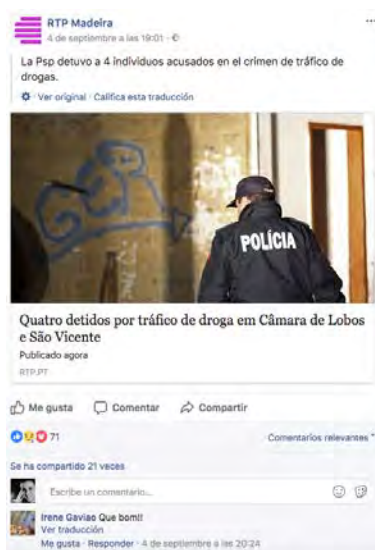 RTP Madeira
4 de septiembre a las 19:01 ·
La Psp detuvo a 4 individuos acusados en el crimen de tráfico de
drogas.
Ver original · Califica esta traducción
POLÍCIA
Quatro detidos por tráfico de droga em Câmara de Lobos
e São Vicente
Publicado agora
RTP.PT
Me gusta Comentar Compartir
71 Comentarios relevantes
Se ha compartido 21 veces
Escribe un comentario...
Irene Gaviao Que bom!!
Ver traducción
Me gusta · Responder · 4 de septiembre a las 20:24